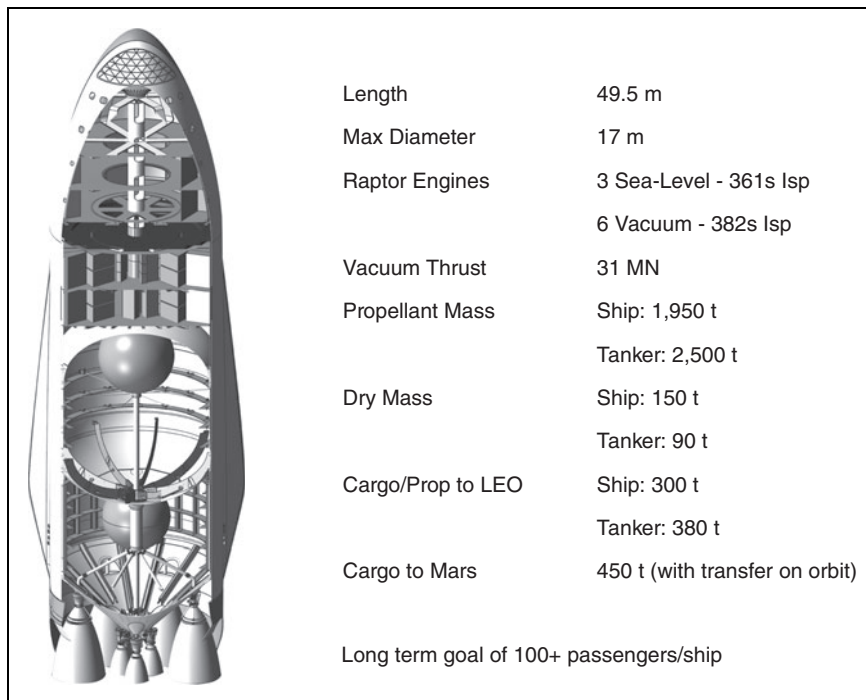 Length 49.5 m
Max Diameter 17 m
Raptor Engines 3 Sea-Level - 361s Isp
6 Vacuum - 382s Isp
Vacuum Thrust 31 MN
Propellant Mass Ship: 1,950 t
Tanker: 2,500 t
Dry Mass Ship: 150 t
Tanker: 90 t
Cargo/Prop to LEO Ship: 300 t
Tanker: 380 t
Cargo to Mars 450 t (with transfer on orbit)
Long term goal of 100+ passengers/ship